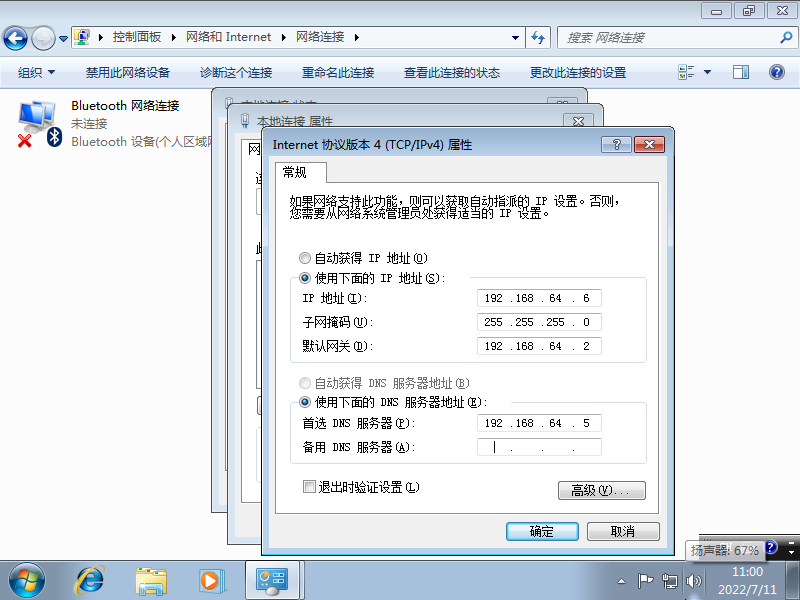 控制面板 ▸ 网络和 Internet ▸ 网络连接 ▸
搜索 网络连接
组织 禁用此网络设备 诊断这个连接 重命名此连接 查看此连接的状态 更改此连接的设置
Bluetooth 网络连接
未连接
Bluetooth 设备(个人区域网
本地连接 状态
本地连接 属性
网
Internet 协议版本 4 (TCP/IPv4) 属性
常规
如果网络支持此功能，则可以获取自动指派的 IP 设置。否则，
您需要从网络系统管理员处获得适当的 IP 设置。
自动获得 IP 地址(O)
使用下面的 IP 地址(S):
IP 地址(I): 192 .168 . 64 . 6
子网掩码(U): 255 .255 .255 . 0
默认网关(D): 192 .168 . 64 . 2
自动获得 DNS 服务器地址(B)
使用下面的 DNS 服务器地址(E):
首选 DNS 服务器(P): 192 .168 . 64 . 5
备用 DNS 服务器(A): . . .
退出时验证设置(L)
高级(V)...
确定 取消
扬声器: 67%
11:00
2022/7/11